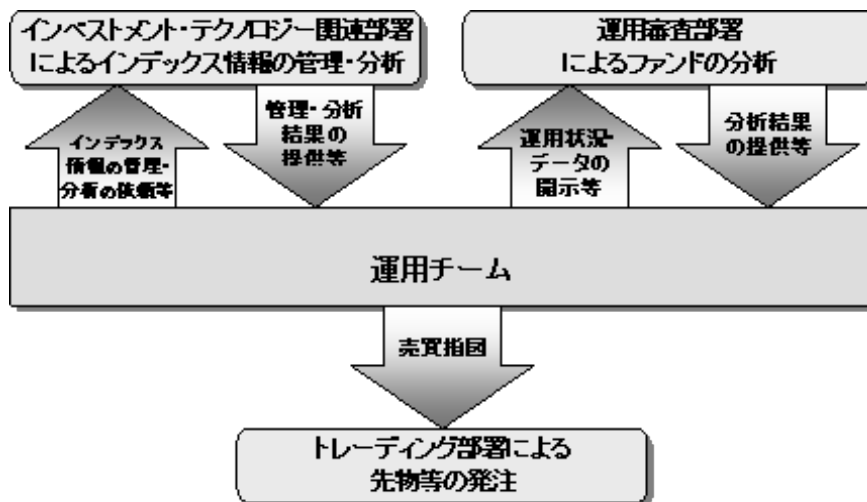 インベストメント・テクノロジー関連部署
によるインデックス情報の管理・分析
運用審査部署
によるファンドの分析
インデックス
情報の管理・
分析の依頼等
管理・分析
結果の
提供等
運用状況・
データの
開示等
分析結果
の提供等
運用チーム
売買指図
トレーディング部署による
先物等の発注